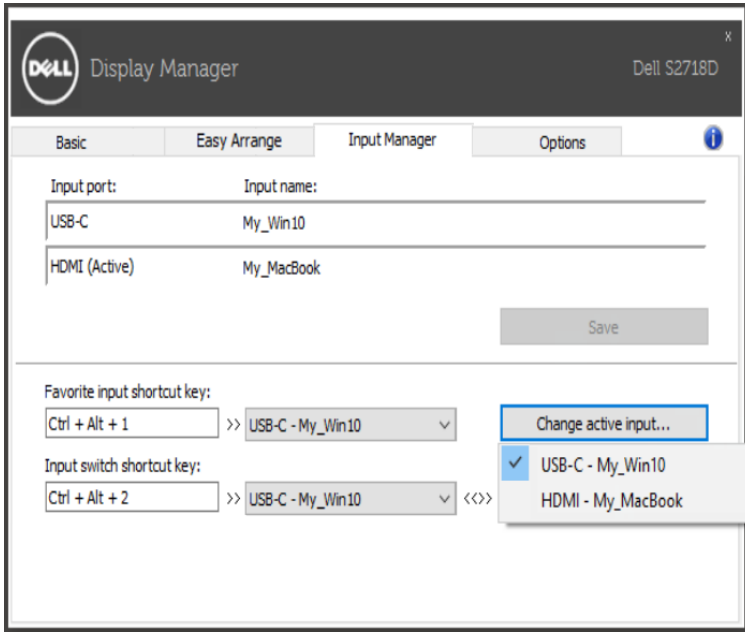 DELL Display Manager
x
Dell S2718D
Basic Easy Arrange Input Manager Options i
Input port: Input name:
USB-C My_Win10
HDMI (Active) My_MacBook
Save
Favorite input shortcut key:
Ctrl + Alt + 1 >> USB-C - My_Win10 Change active input...
Input switch shortcut key:
✓ USB-C - My_Win10
Ctrl + Alt + 2 >> USB-C - My_Win10 <<>> HDMI - My_MacBook